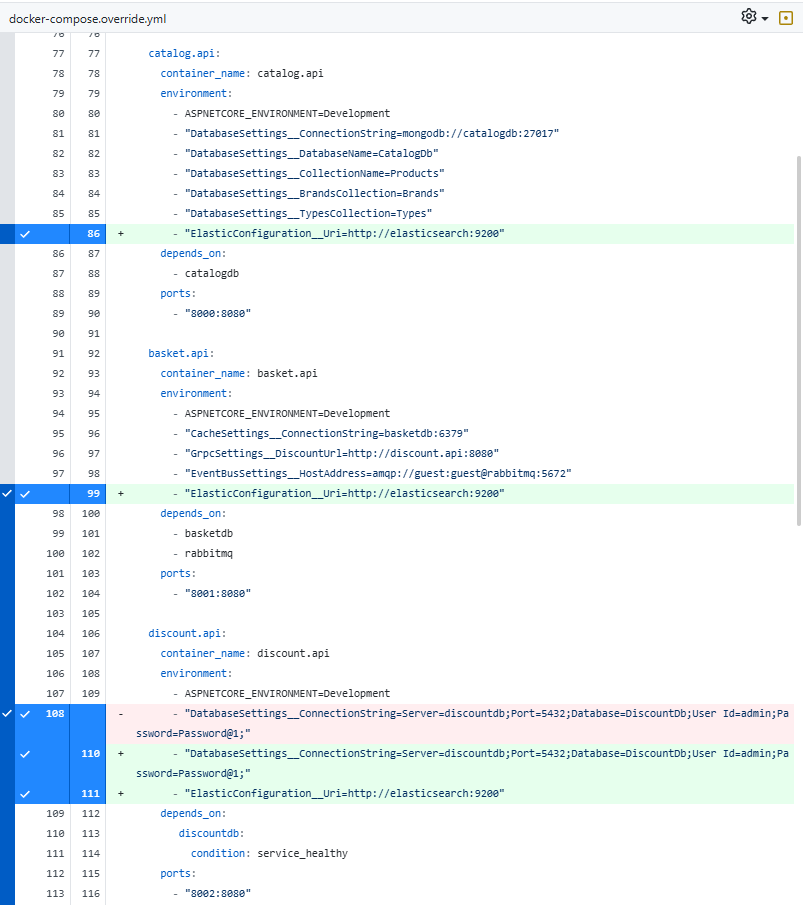 docker-compose.override.yml
76 76
77 77 catalog.api:
78 78 container_name: catalog.api
79 79 environment:
80 80 - ASPNETCORE_ENVIRONMENT=Development
81 81 - "DatabaseSettings__ConnectionString=mongodb://catalogdb:27017"
82 82 - "DatabaseSettings__DatabaseName=CatalogDb"
83 83 - "DatabaseSettings__CollectionName=Products"
84 84 - "DatabaseSettings__BrandsCollection=Brands"
85 85 - "DatabaseSettings__TypesCollection=Types"
86 + - "ElasticConfiguration__Uri=http://elasticsearch:9200"
86 87 depends_on:
87 88 - catalogdb
88 89 ports:
89 90 - "8000:8080"
90 91
91 92 basket.api:
92 93 container_name: basket.api
93 94 environment:
94 95 - ASPNETCORE_ENVIRONMENT=Development
95 96 - "CacheSettings__ConnectionString=basketdb:6379"
96 97 - "GrpcSettings__DiscountUrl=http://discount.api:8080"
97 98 - "EventBusSettings__HostAddress=amqp://guest:guest@rabbitmq:5672"
99 + - "ElasticConfiguration__Uri=http://elasticsearch:9200"
98 100 depends_on:
99 101 - basketdb
100 102 - rabbitmq
101 103 ports:
102 104 - "8001:8080"
103 105
104 106 discount.api:
105 107 container_name: discount.api
106 108 environment:
107 109 - ASPNETCORE_ENVIRONMENT=Development
108 - - "DatabaseSettings__ConnectionString=Server=discountdb;Port=5432;Database=DiscountDb;User Id=admin;Pa
ssword=Password@1;"
110 + - "DatabaseSettings__ConnectionString=Server=discountdb;Port=5432;Database=DiscountDb;User Id=admin;Pa
ssword=Password@1;"
111 + - "ElasticConfiguration__Uri=http://elasticsearch:9200"
109 112 depends_on:
110 113 discountdb:
111 114 condition: service_healthy
112 115 ports:
113 116 - "8002:8080"